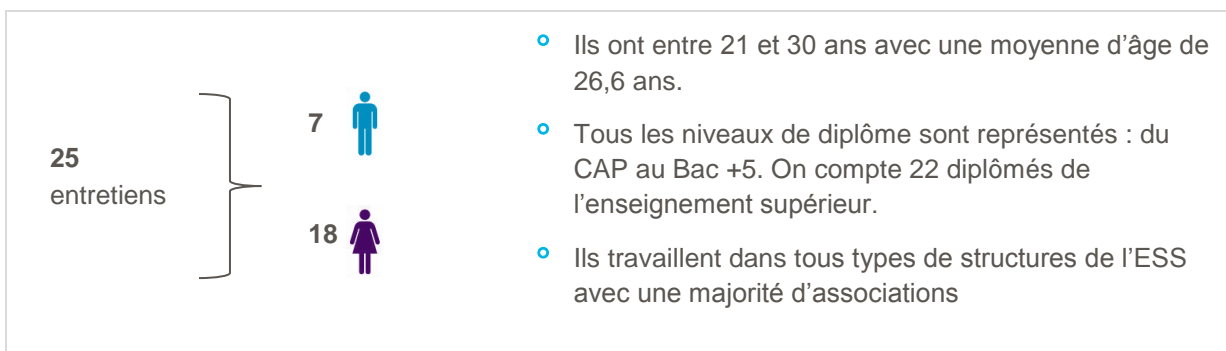 25
entretiens
7
18
Ils ont entre 21 et 30 ans avec une moyenne d’âge de
26,6 ans.
Tous les niveaux de diplôme sont représentés : du
CAP au Bac +5. On compte 22 diplômés de
l’enseignement supérieur.
Ils travaillent dans tous types de structures de l’ESS
avec une majorité d’associations